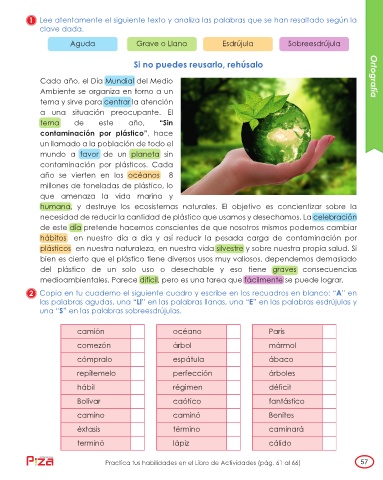 1 Lee atentamente el siguiente texto y analiza las palabras que se han resaltado según la
clave dada.
Aguda Grave o Llana Esdrújula Sobreesdrújula
Si no puedes reusarlo, rehúsalo
Cada año, el Día Mundial del Medio
Ambiente se organiza en torno a un
tema y sirve para centrar la atención
a una situación preocupante. El
tema de este año, “Sin
contaminación por plástico”, hace
un llamado a la población de todo el
mundo a favor de un planeta sin
contaminación por plásticos. Cada
año se vierten en los océanos 8
millones de toneladas de plástico, lo
que amenaza la vida marina y
humana, y destruye los ecosistemas naturales. El objetivo es concientizar sobre la
necesidad de reducir la cantidad de plástico que usamos y desechamos. La celebración
de este día pretende hacernos conscientes de que nosotros mismos podemos cambiar
hábitos en nuestro día a día y así reducir la pesada carga de contaminación por
plásticos en nuestra naturaleza, en nuestra vida silvestre y sobre nuestra propia salud. Si
bien es cierto que el plástico tiene diversos usos muy valiosos, dependemos demasiado
del plástico de un solo uso o desechable y eso tiene graves consecuencias
medioambientales. Parece difícil, pero es una tarea que fácilmente se puede lograr.
2 Copia en tu cuaderno el siguiente cuadro y escribe en los recuadros en blanco: “A” en
las palabras agudas, una “Ll” en las palabras llanas, una “E” en las palabras esdrújulas y
una “S” en las palabras sobreesdrújulas.
camión océano París
comezón árbol mármol
cómpralo espátula ábaco
repítemelo perfección árboles
hábil régimen déficit
Bolívar caótico fantástico
camino caminó Benites
éxtasis término caminará
terminó lápiz cálido
Ortografía
Piza
Practica tus habilidades en el Libro de Actividades (pág. 61 al 66)
57